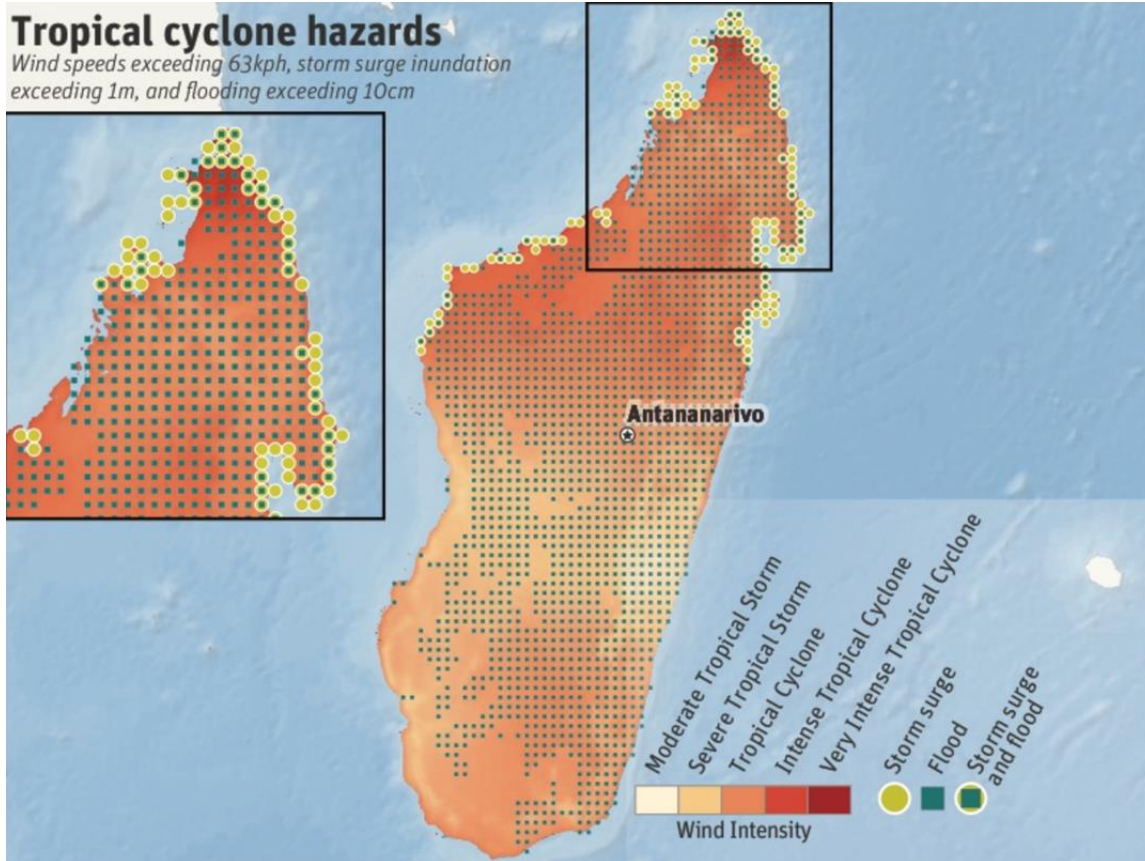 Tropical cyclone hazards
Wind speeds exceeding 63kph, storm surge inundation
exceeding 1m, and flooding exceeding 10cm
Antananarivo
Moderate Tropical Storm
Severe Tropical Storm
Tropical Cyclone
Intense Tropical Cyclone
Very Intense Tropical Cyclone
Storm surge
Flood
Storm surge
and flood
Wind Intensity